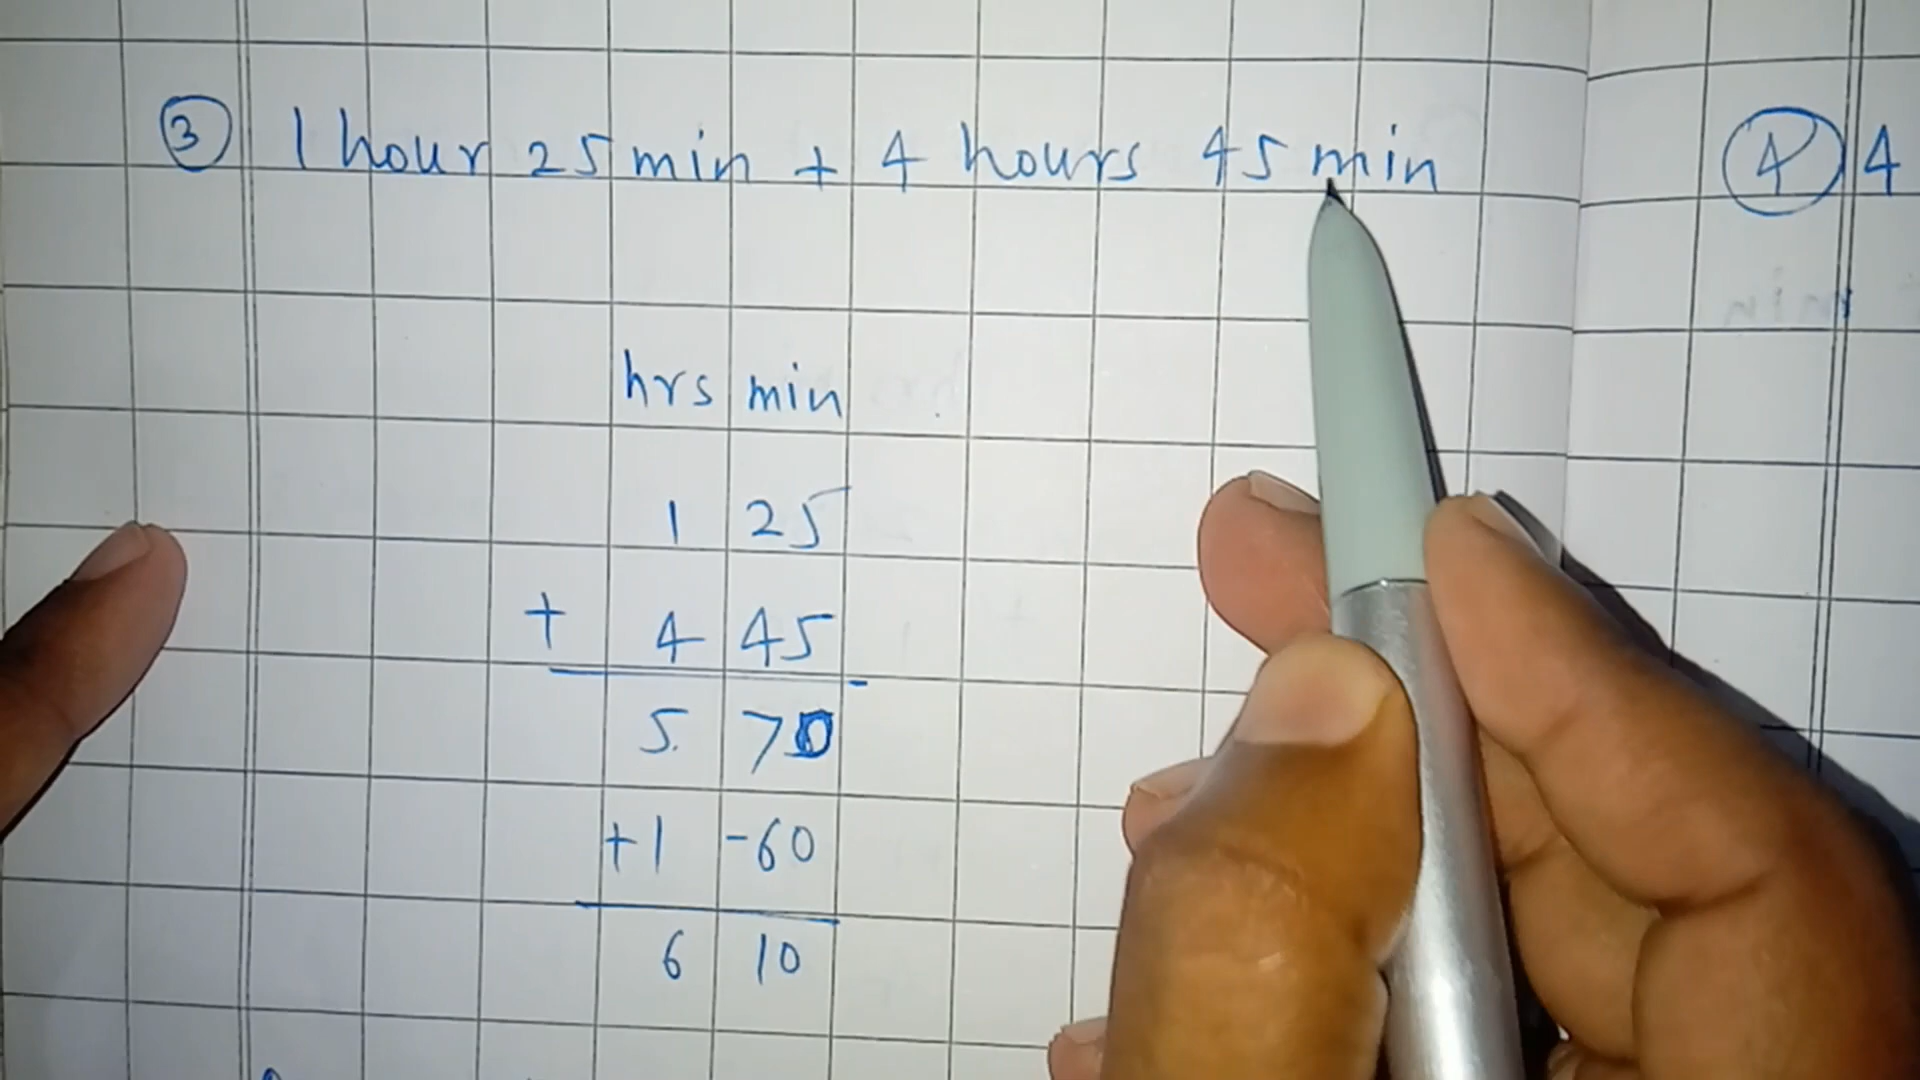 ③ 1 hour 25 min + 4 hours 45 min
④ 4
hrs min
1 25
+ 4 45
5 70
+1 -60
6 10